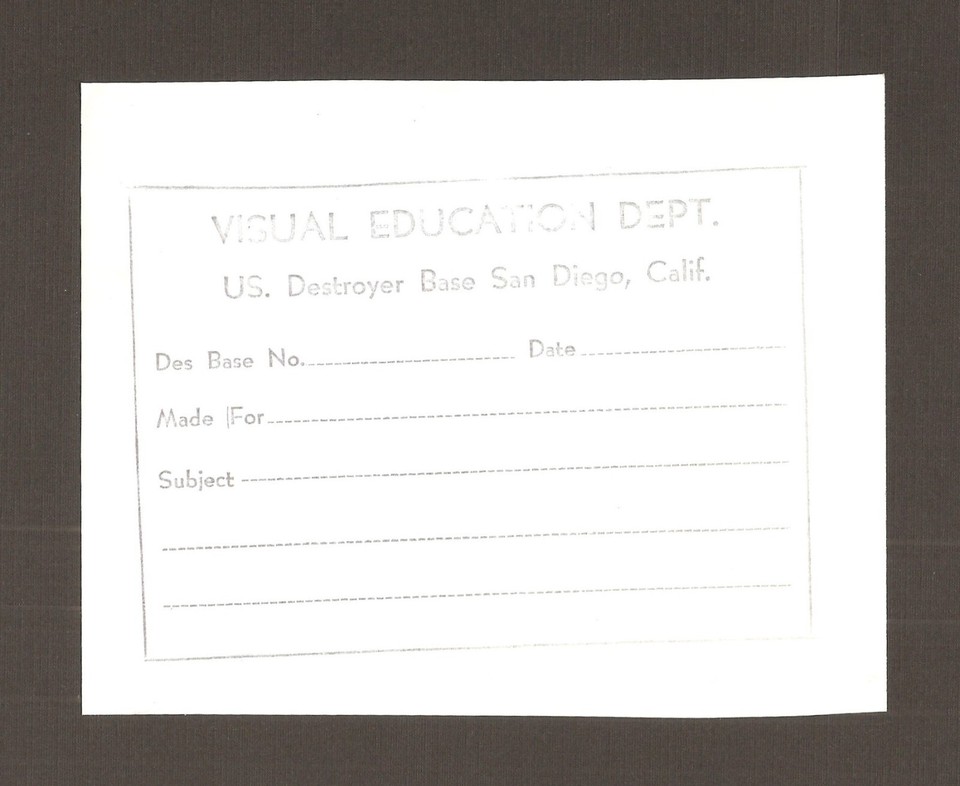 VISUAL EDUCATION DEPT.
US. Destroyer Base San Diego, Calif.
Des Base No. Date
Made For
Subject